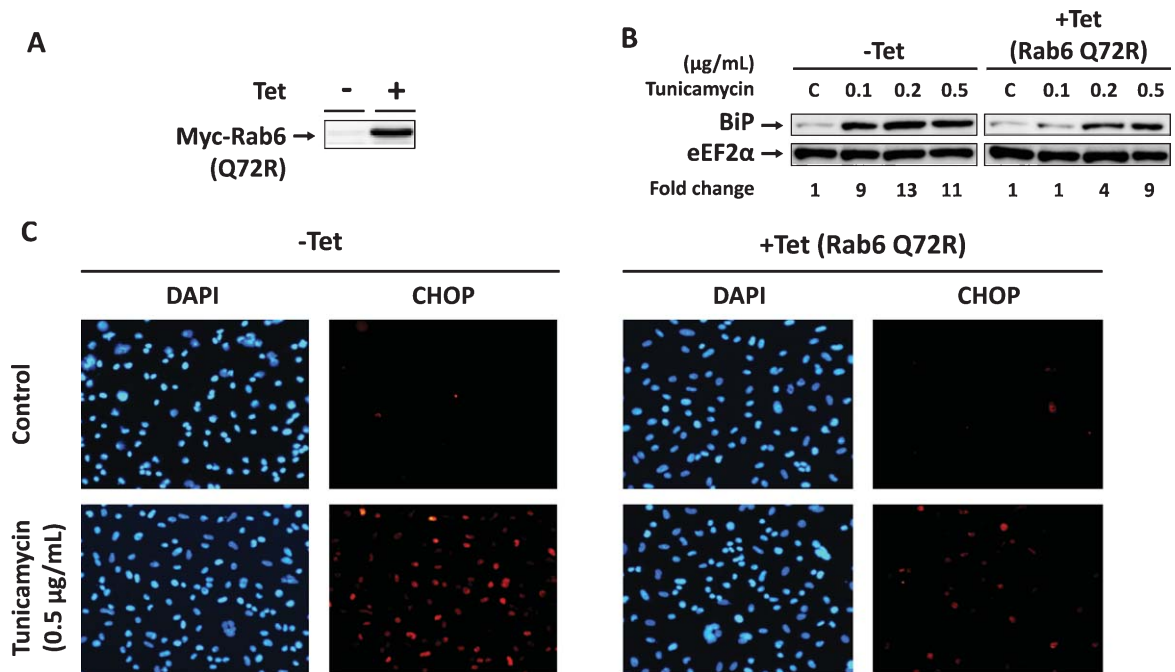 A
Tet - +
Myc-Rab6 →
(Q72R)
B
-Tet
+Tet
(Rab6 Q72R)
(μg/mL)
Tunicamycin C 0.1 0.2 0.5 C 0.1 0.2 0.5
BiP →
eEF2α →
Fold change 1 9 13 11 1 1 4 9
C
-Tet
+Tet (Rab6 Q72R)
DAPI CHOP DAPI CHOP
Control
Tunicamycin
(0.5 μg/mL)